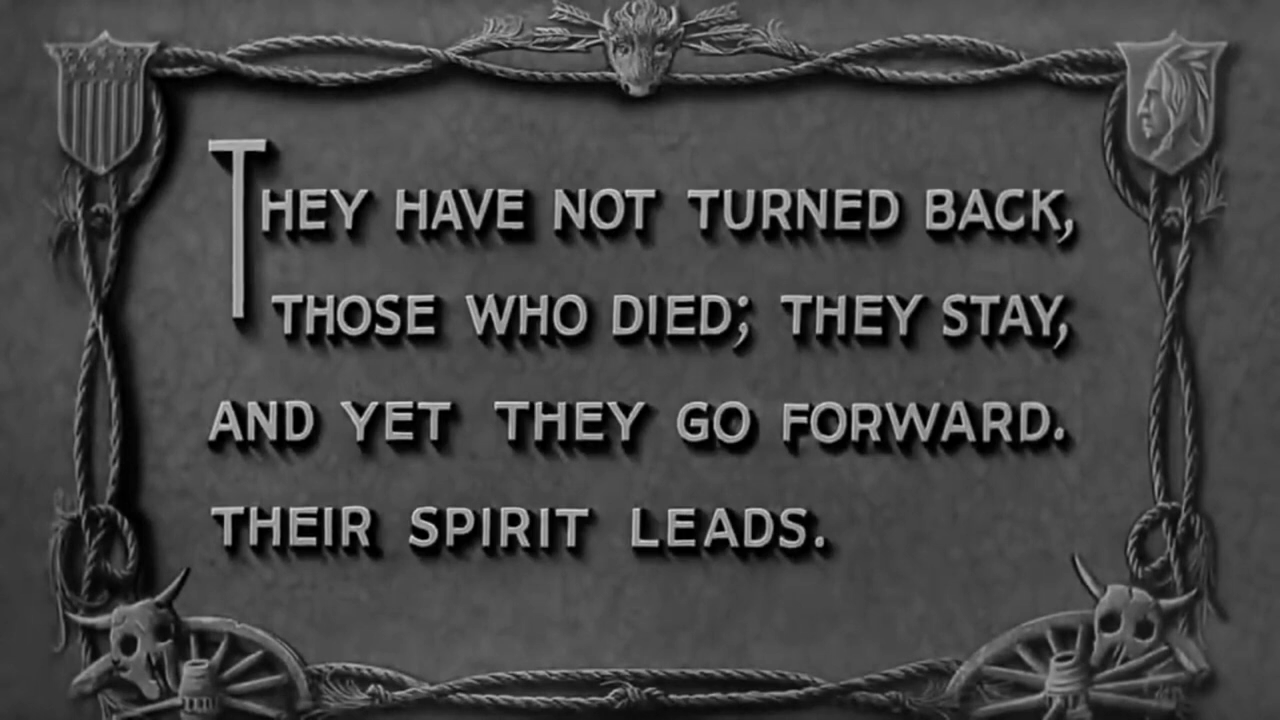 THEY HAVE NOT TURNED BACK,
THOSE WHO DIED; THEY STAY,
AND YET THEY GO FORWARD.
THEIR SPIRIT LEADS.